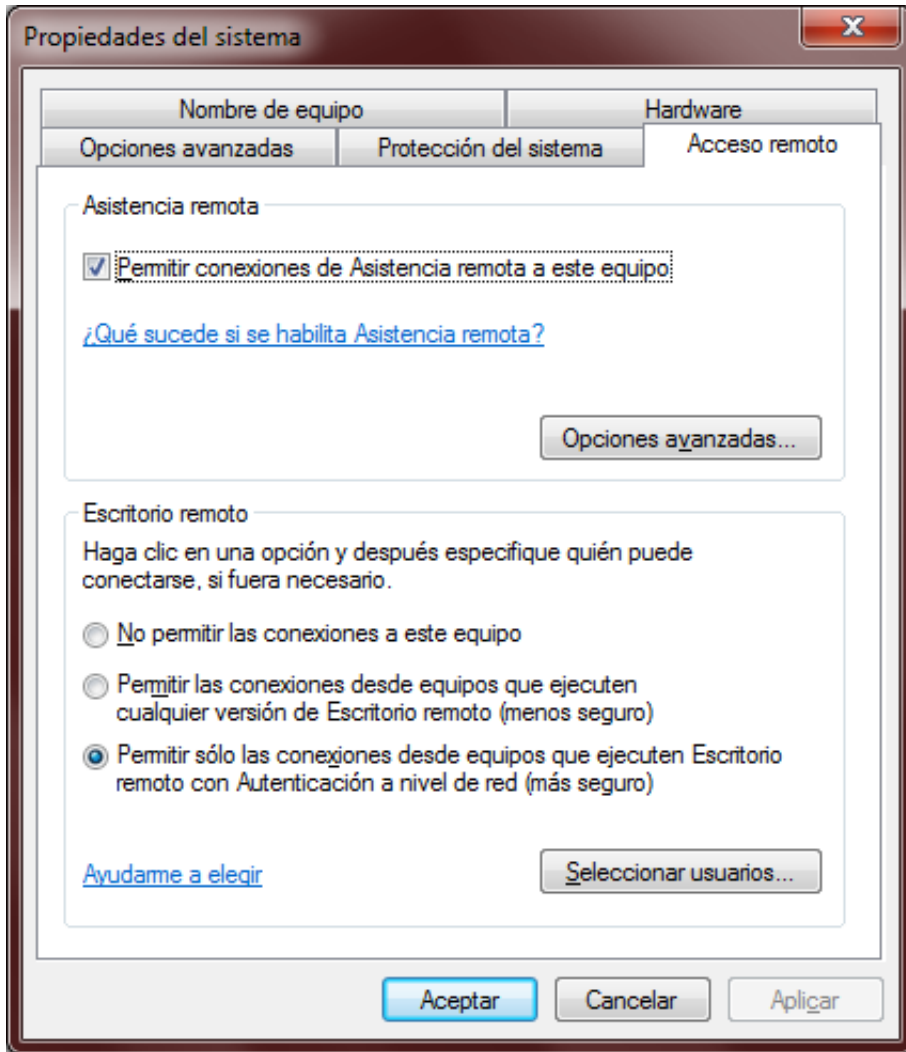 Propiedades del sistema
Nombre de equipo
Hardware
Opciones avanzadas
Protección del sistema
Acceso remoto
Asistencia remota
Permitir conexiones de Asistencia remota a este equipo
¿Qué sucede si se habilita Asistencia remota?
Opciones avanzadas...
Escritorio remoto
Haga clic en una opción y después especifique quién puede
conectarse, si fuera necesario.
No permitir las conexiones a este equipo
Permitir las conexiones desde equipos que ejecuten
cualquier versión de Escritorio remoto (menos seguro)
Permitir sólo las conexiones desde equipos que ejecuten Escritorio
remoto con Autenticación a nivel de red (más seguro)
Ayudarme a elegir
Seleccionar usuarios...
Aceptar
Cancelar
Aplicar